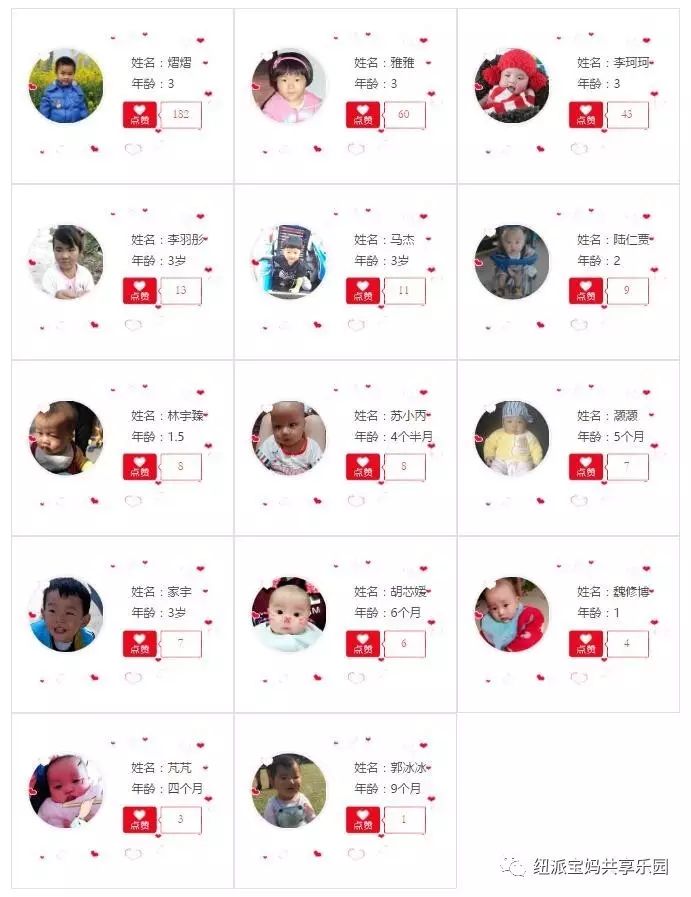 姓名：熠熠
年龄：3
点赞
182
姓名：雅雅
年龄：3
点赞
60
姓名：李珂珂
年龄：3
点赞
43
姓名：李羽彤
年龄：3岁
点赞
13
姓名：马杰
年龄：3岁
点赞
11
姓名：陆仁贾
年龄：2
点赞
9
姓名：林宇臻
年龄：1.5
点赞
8
姓名：苏小丙
年龄：4个半月
点赞
8
姓名：灏灏
年龄：5个月
点赞
7
姓名：家宇
年龄：3岁
点赞
7
姓名：胡芯媛
年龄：6个月
点赞
6
姓名：魏修博
年龄：1
点赞
4
姓名：芃芃
年龄：四个月
点赞
3
姓名：郭冰冰
年龄：9个月
点赞
1
纽派宝妈共享乐园